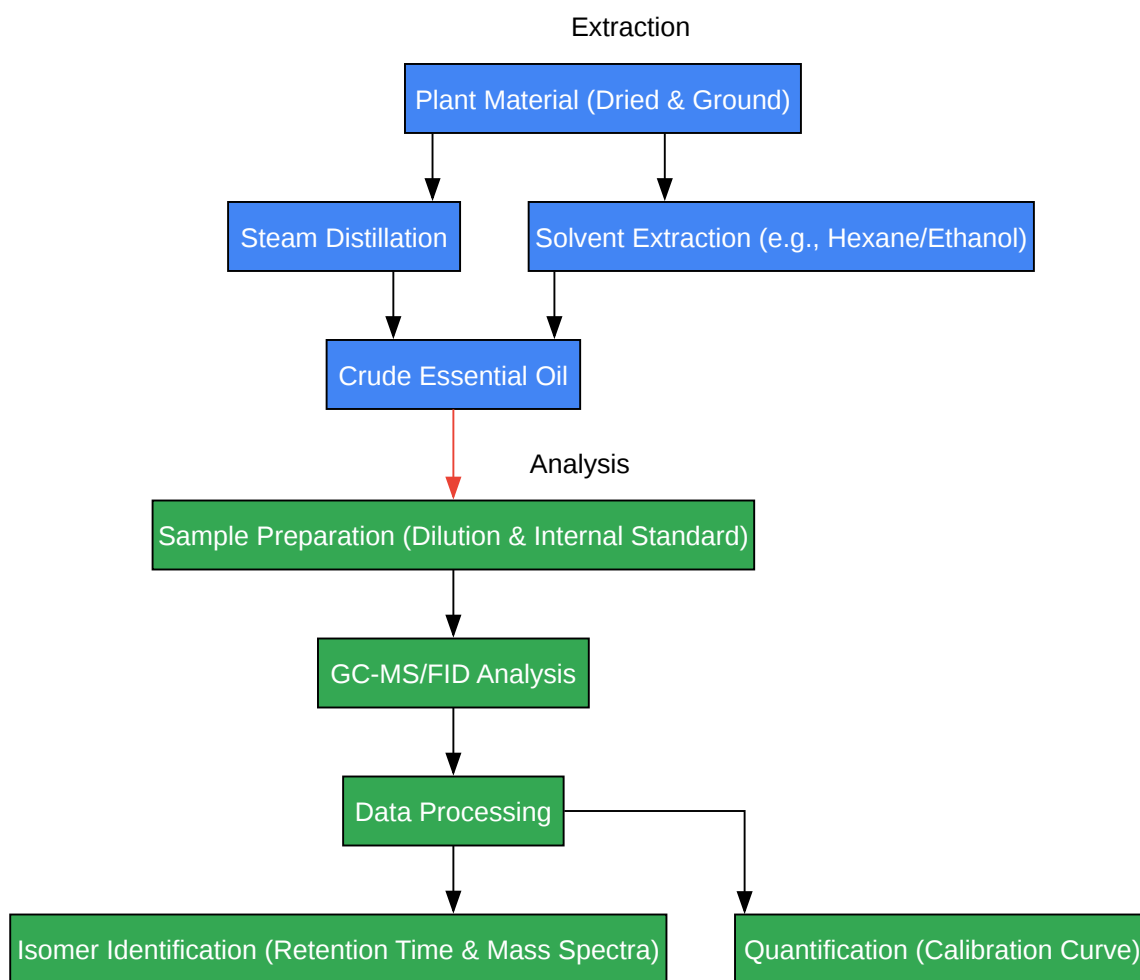 Extraction
Plant Material (Dried & Ground)
Steam Distillation
Solvent Extraction (e.g., Hexane/Ethanol)
Crude Essential Oil
Analysis
Sample Preparation (Dilution & Internal Standard)
GC-MS/FID Analysis
Data Processing
Isomer Identification (Retention Time & Mass Spectra)
Quantification (Calibration Curve)